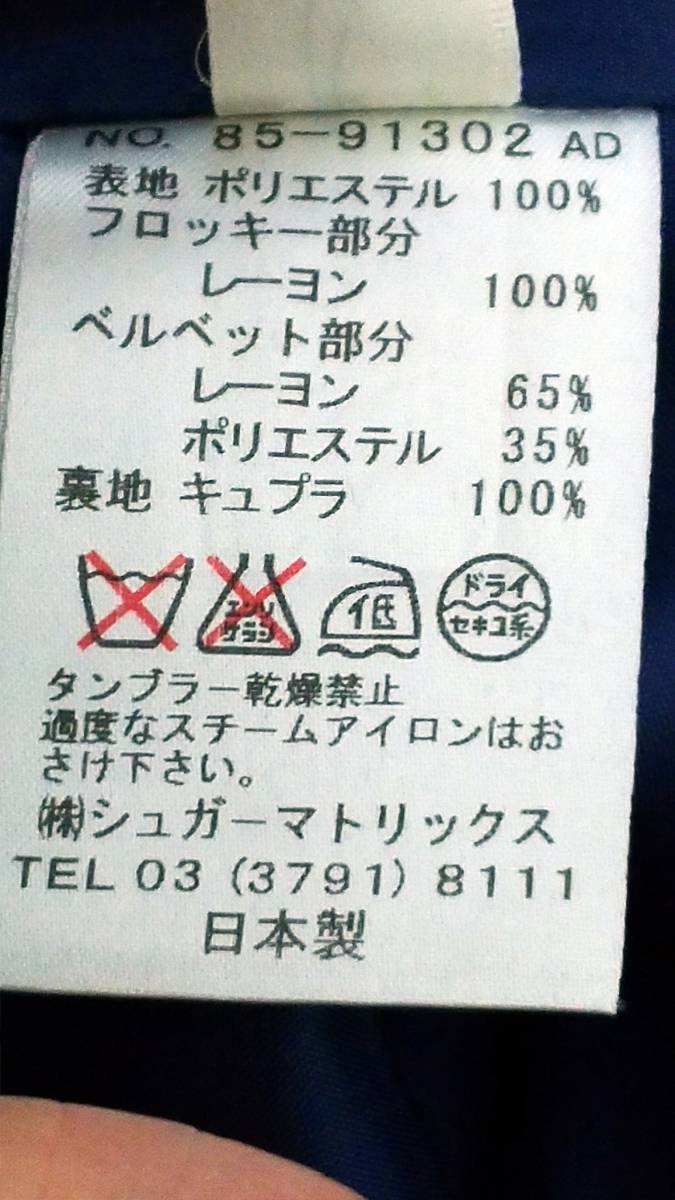 NO. 85-91302 AD
表地 ポリエステル 100%
フロッキー部分
レーヨン 100%
ベルベット部分
レーヨン 65%
ポリエステル 35%
裏地 キュプラ 100%
エンソ
サラシ
低
ドライ
セキユ系
タンブラー乾燥禁止
過度なスチームアイロンはお
さけ下さい。
㈱シュガーマトリックス
TEL 03 (3791) 8111
日本製